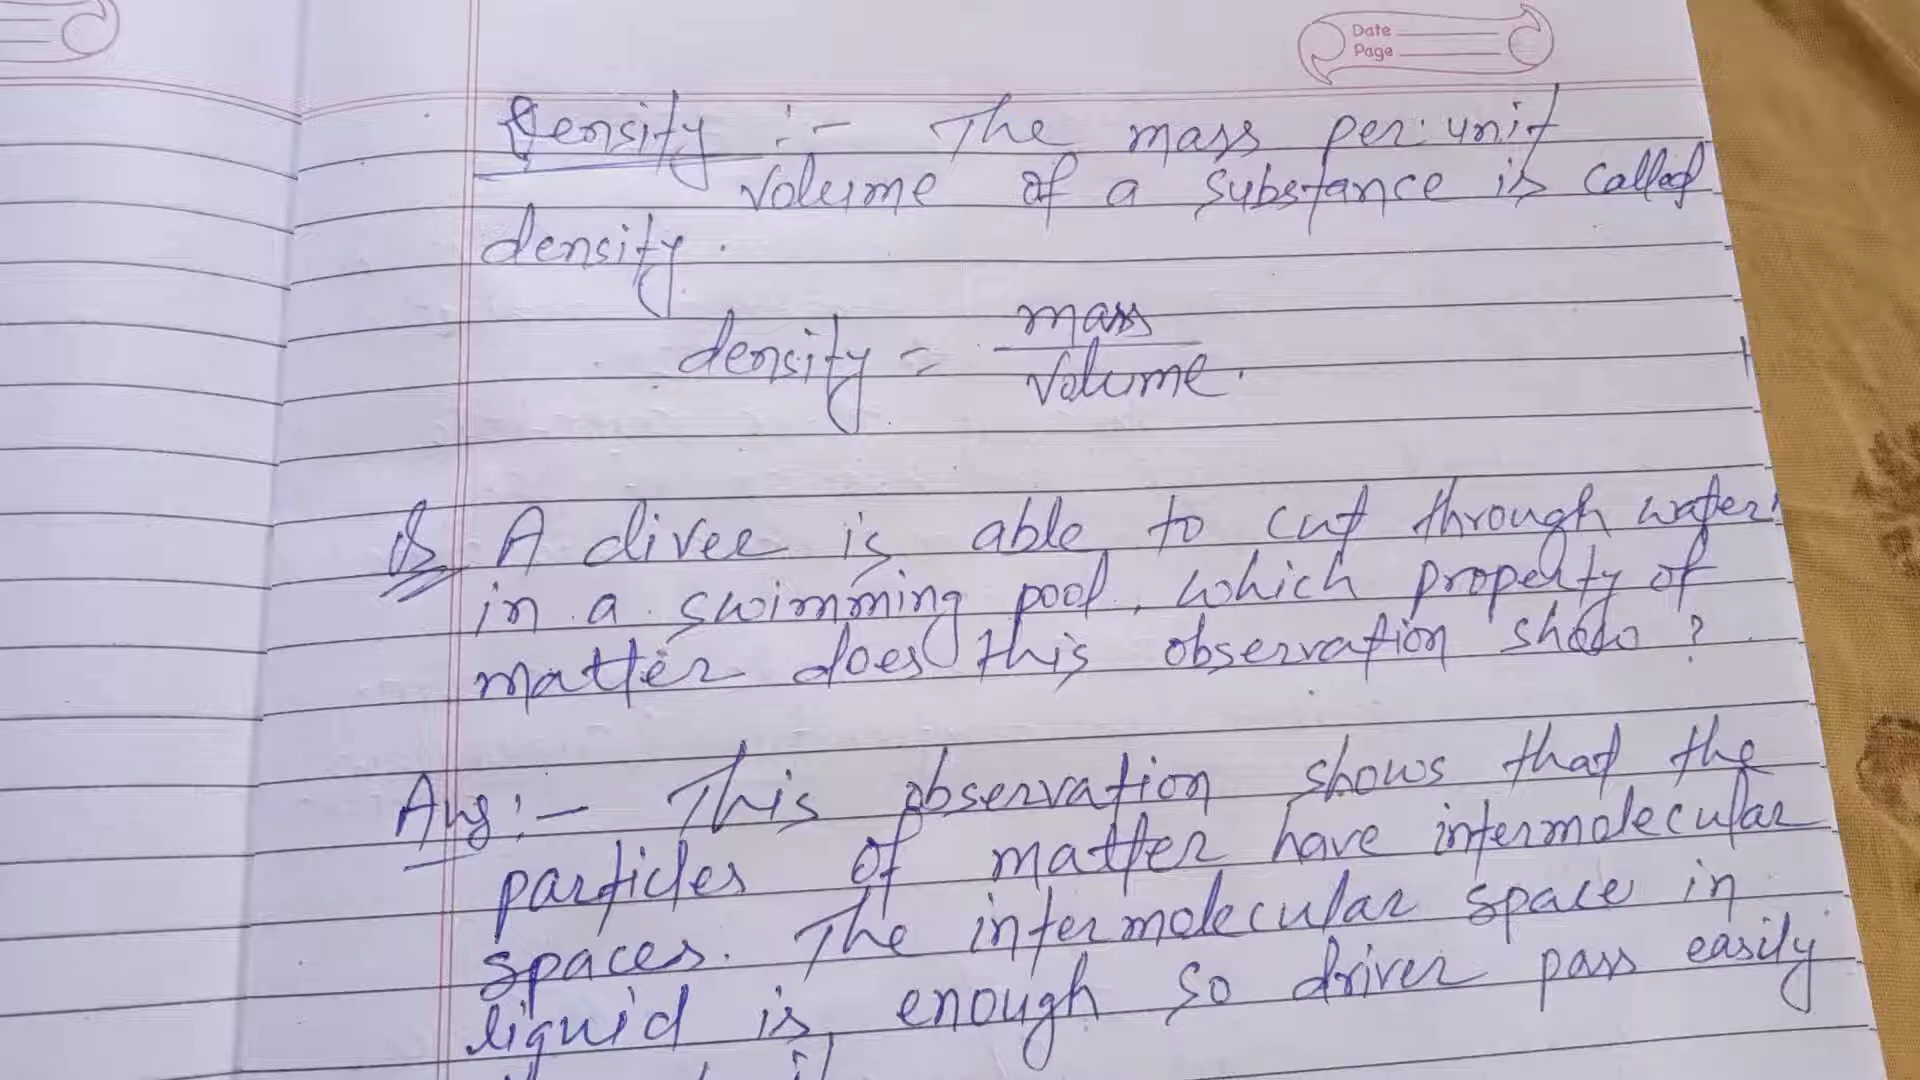 Date
Page
Density :- The mass per unit
volume of a substance is called
density.
density = mass
volume.
Q A diver is able to cut through water
in a swimming pool. which property of
matter does this observation show ?
Ans :- This observation shows that the
particles of matter have intermolecular
spaces. The intermolecular space in
liquid is enough so driver pass easily